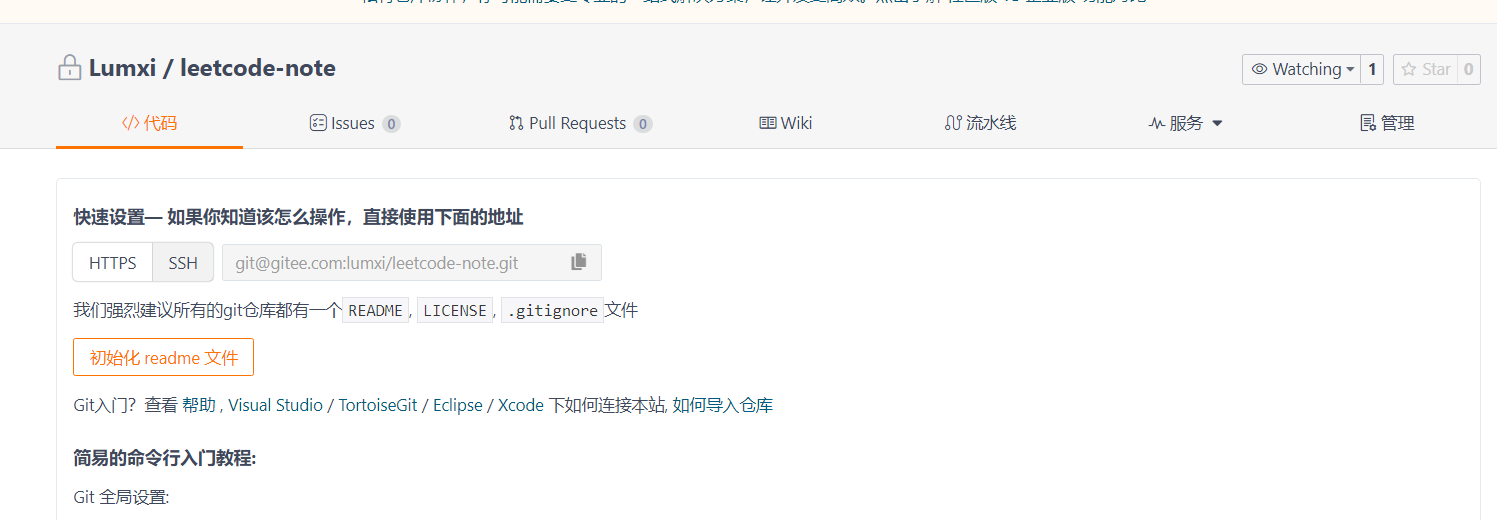 Lumxi / leetcode-note
Watching 1 Star 0
代码 Issues 0 Pull Requests 0 Wiki 流水线 服务 管理
快速设置— 如果你知道该怎么操作，直接使用下面的地址
HTTPS SSH git@gitee.com:lumxi/leetcode-note.git
我们强烈建议所有的git仓库都有一个 README, LICENSE, .gitignore 文件
初始化 readme 文件
Git入门？查看 帮助 , Visual Studio / TortoiseGit / Eclipse / Xcode 下如何连接本站, 如何导入仓库
简易的命令行入门教程:
Git 全局设置: